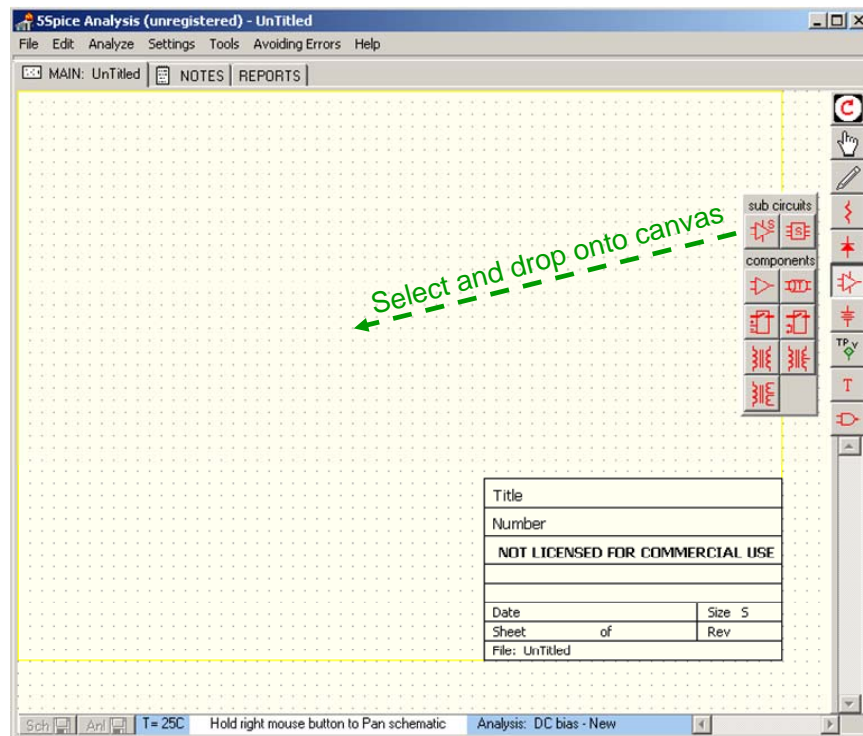 5Spice Analysis (unregistered) - UnTitled
File Edit Analyze Settings Tools Avoiding Errors Help
MAIN: UnTitled NOTES REPORTS
sub circuits
S
S
components
Select and drop onto canvas
TP V
T
Title
Number
NOT LICENSED FOR COMMERCIAL USE
Date Size S
Sheet of Rev
File: UnTitled
Sch Anl T= 25C Hold right mouse button to Pan schematic Analysis: DC bias - New